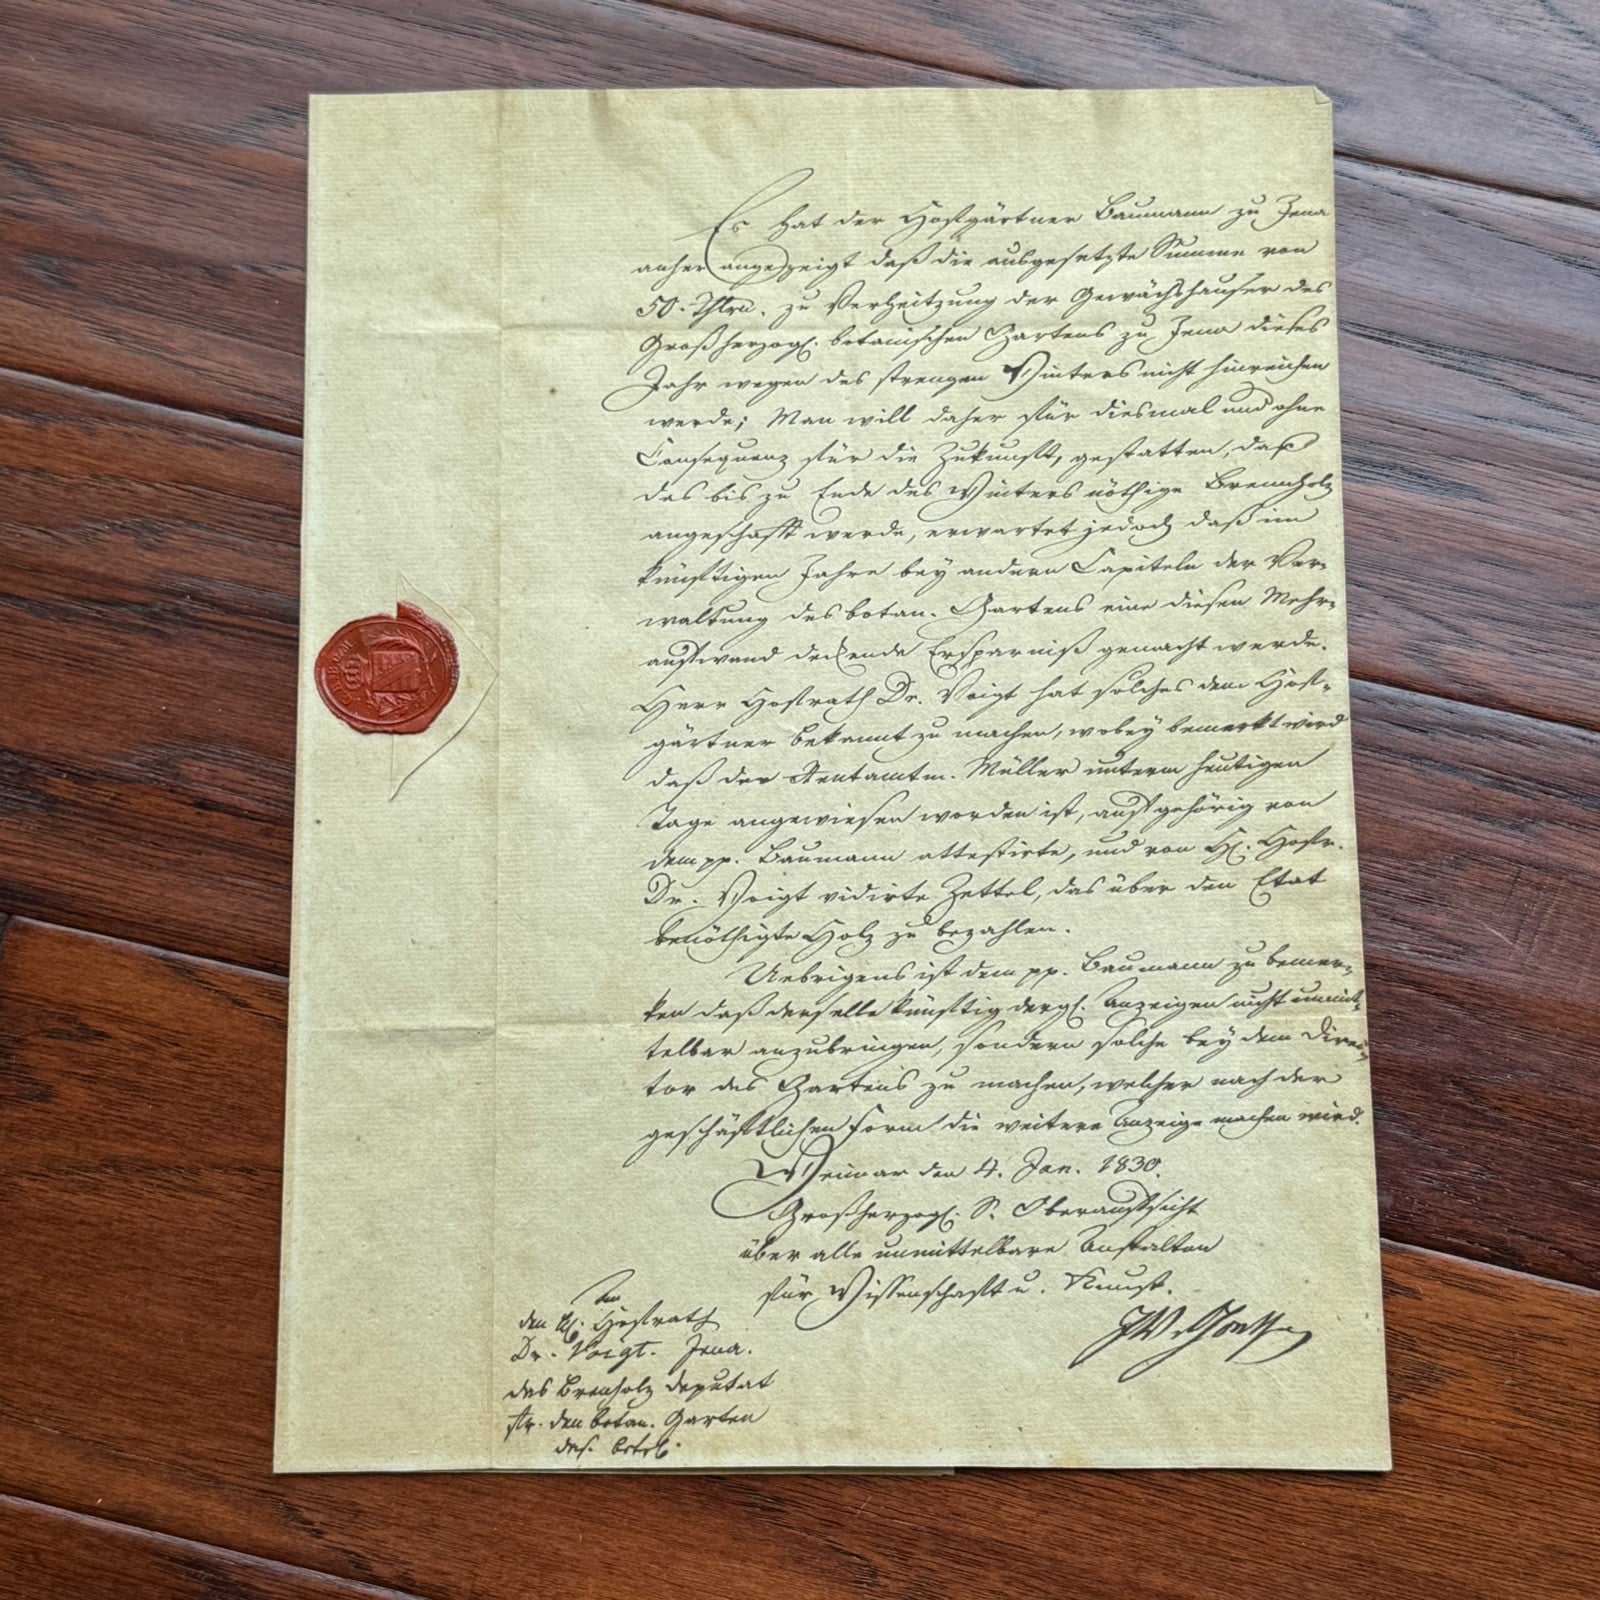 Es hat der Hofgärtner Baumann zu Jena
anher angezeigt daß die ausgesetzte Summe von
50. Thlrn. zu Verheitzung der Gewächshäuser des
Großherzogl. botanischen Gartens zu Jena dieses
Jahr wegen des strengen Winters nicht hinreichen
werde; Man will daher für diesmal und ohne
Consequenz für die Zukunft, gestatten, daß
das bis zu Ende des Winters nöthige Brennholz
angeschafft werde, erwartet jedoch daß im
künftigen Jahre bey andern Capiteln der Ver-
waltung des botan. Gartens eine diesen Mehr-
aufwand deckende Ersparniß gemacht werde.
Herr Hofrath Dr. Voigt hat solches dem Hof-
gärtner bekannt zu machen, wobey bemerkt wird
daß der Rentamtm. Müller unterm heutigen
Tage angewiesen worden ist, auf gehörig von
dem pp. Baumann attestirte, und von H. Hofr.
Dr. Voigt vidirte Zettel, das über den Etat
benöthigte Holz zu bezahlen.
Uebrigens ist dem pp. Baumann zu bemer-
ken daß derselbe künftig dergl. Anzeigen nicht unmit-
telbar anzubringen, sondern solche bey dem Direc-
tor des Gartens zu machen, welcher nach der
geschäftlichen Form die weitere Anzeige machen wird.
Weimar den 4. Jan. 1830.
Großherzogl. S. Oberaufsicht
über alle unmittelbare Anstalten
für Wissenschaft u. Kunst.
JWvGoethe
An
den H. Hofrath
Dr. Voigt. Jena.
das Brenholz deputat
für den botan. Garten
das. betrl.